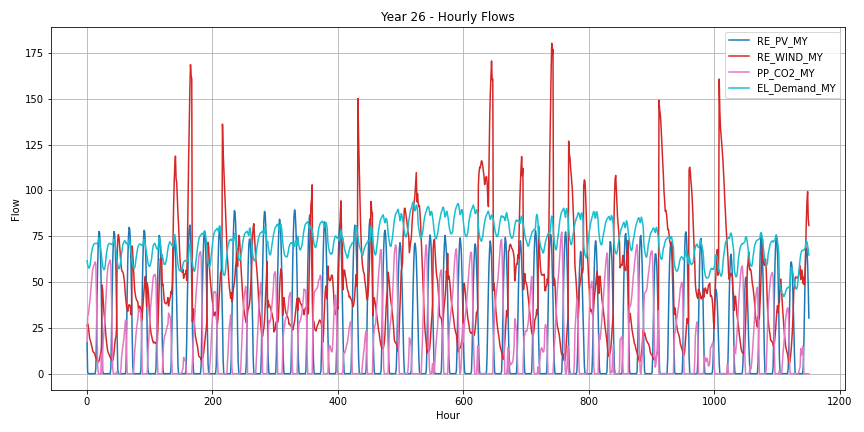 Year 26 - Hourly Flows
RE_PV_MY
RE_WIND_MY
PP_CO2_MY
EL_Demand_MY
175
150
125
100
75
50
25
0
Flow
0 200 400 600 800 1000 1200
Hour